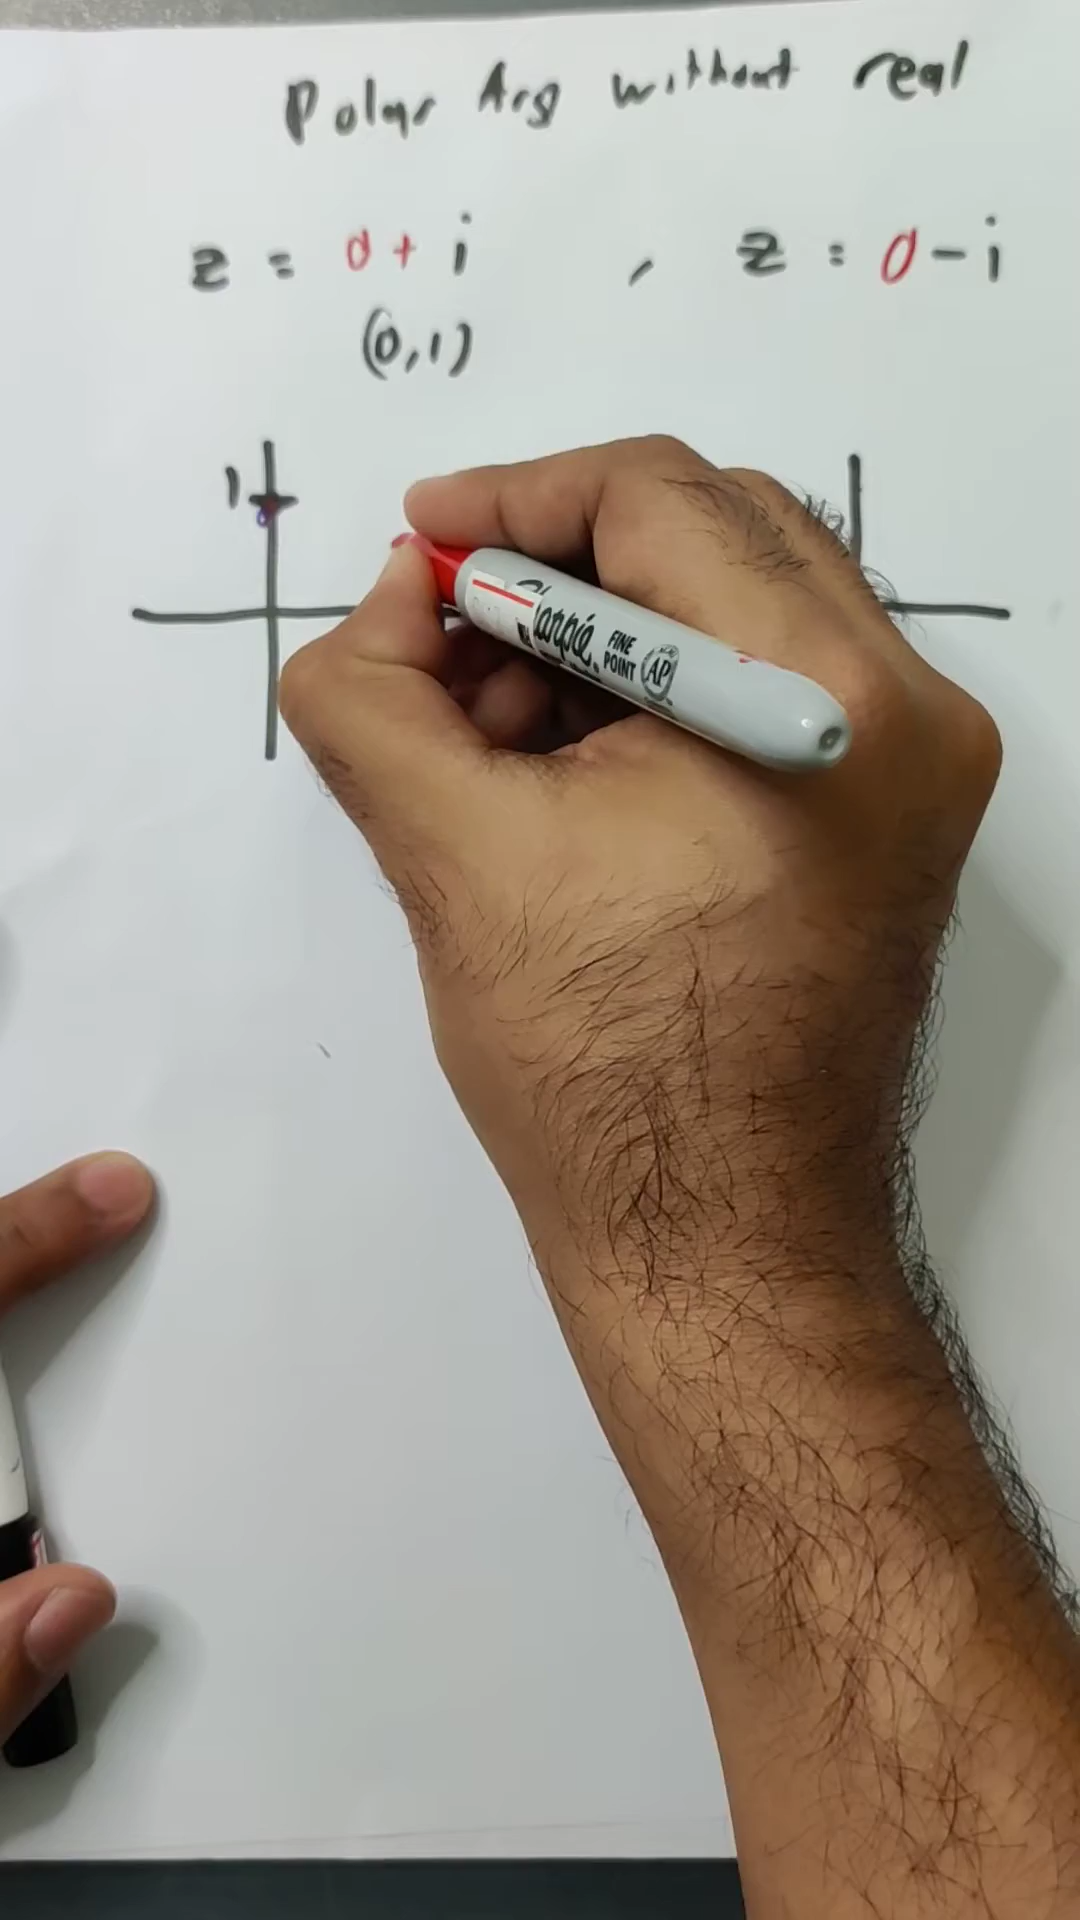 Polar Arg without real
z = 0 + i , z = 0 - i
(0,1)
1
Sharpie.
FINE
POINT
AP